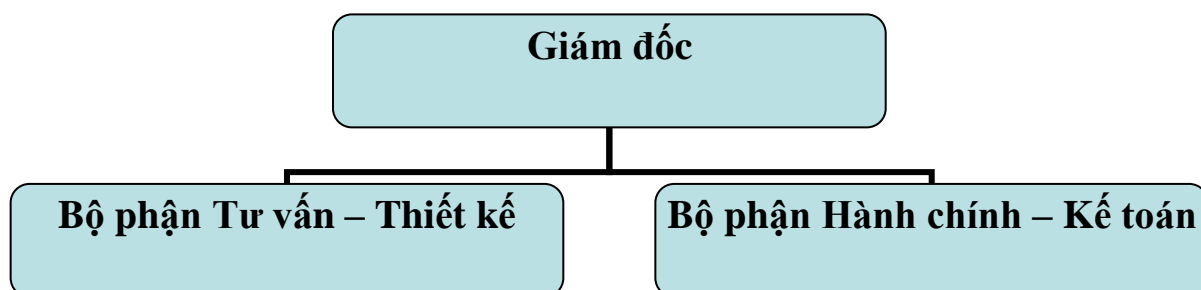 Giám đốc
Bộ phận Tư vấn – Thiết kế
Bộ phận Hành chính – Kế toán